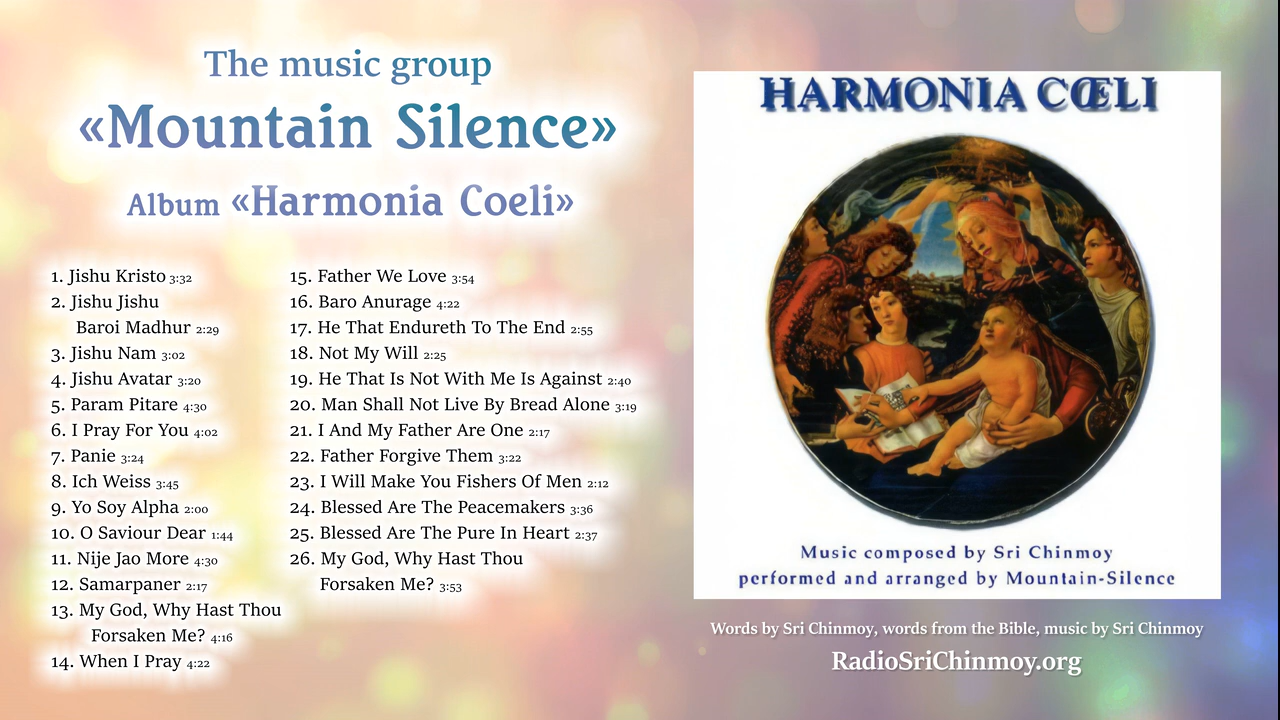 The music group
«Mountain Silence»
Album «Harmonia Coeli»
1. Jishu Kristo 3:32
2. Jishu Jishu
Baroi Madhur 2:29
3. Jishu Nam 3:02
4. Jishu Avatar 3:20
5. Param Pitare 4:30
6. I Pray For You 4:02
7. Panie 3:24
8. Ich Weiss 3:45
9. Yo Soy Alpha 2:00
10. O Saviour Dear 1:44
11. Nije Jao More 4:30
12. Samarpaner 2:17
13. My God, Why Hast Thou
Forsaken Me? 4:16
14. When I Pray 4:22
15. Father We Love 3:54
16. Baro Anurage 4:22
17. He That Endureth To The End 2:55
18. Not My Will 2:25
19. He That Is Not With Me Is Against 2:40
20. Man Shall Not Live By Bread Alone 3:19
21. I And My Father Are One 2:17
22. Father Forgive Them 3:22
23. I Will Make You Fishers Of Men 2:12
24. Blessed Are The Peacemakers 3:36
25. Blessed Are The Pure In Heart 2:37
26. My God, Why Hast Thou
Forsaken Me? 3:53
HARMONIA CŒLI
Music composed by Sri Chinmoy
performed and arranged by Mountain-Silence
Words by Sri Chinmoy, words from the Bible, music by Sri Chinmoy
RadioSriChinmoy.org